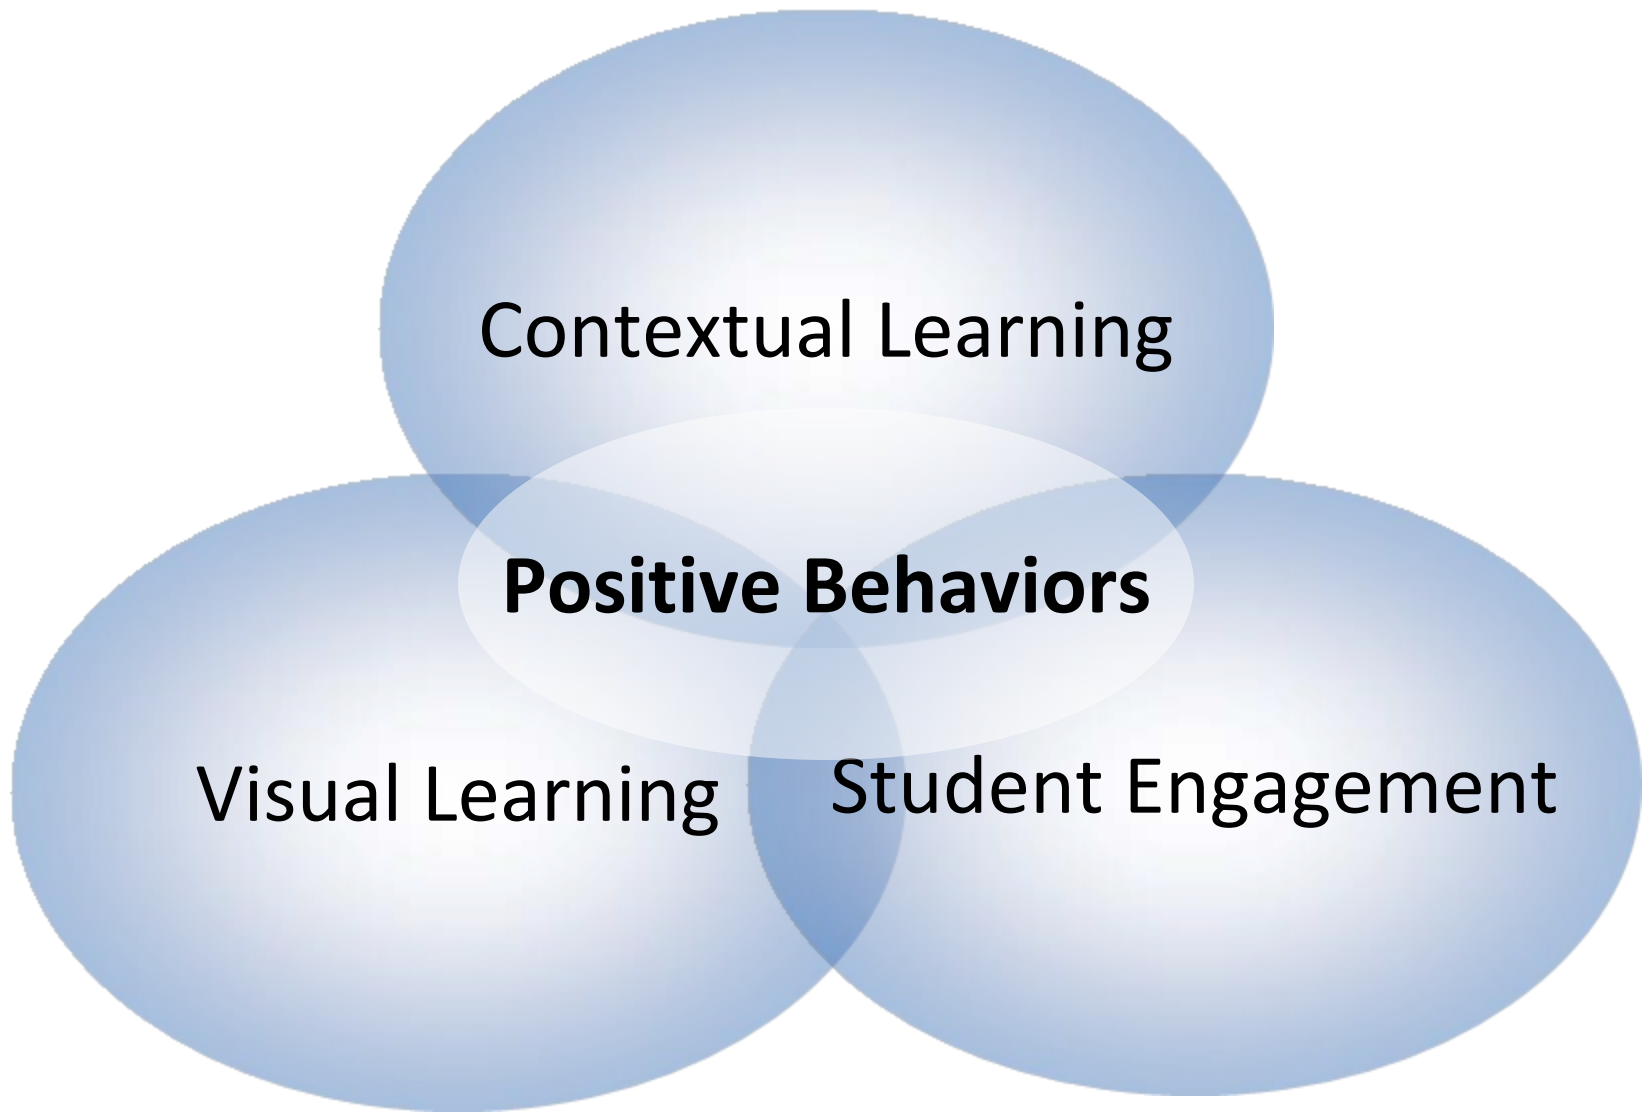 Contextual Learning
Positive Behaviors
Visual Learning
Student Engagement